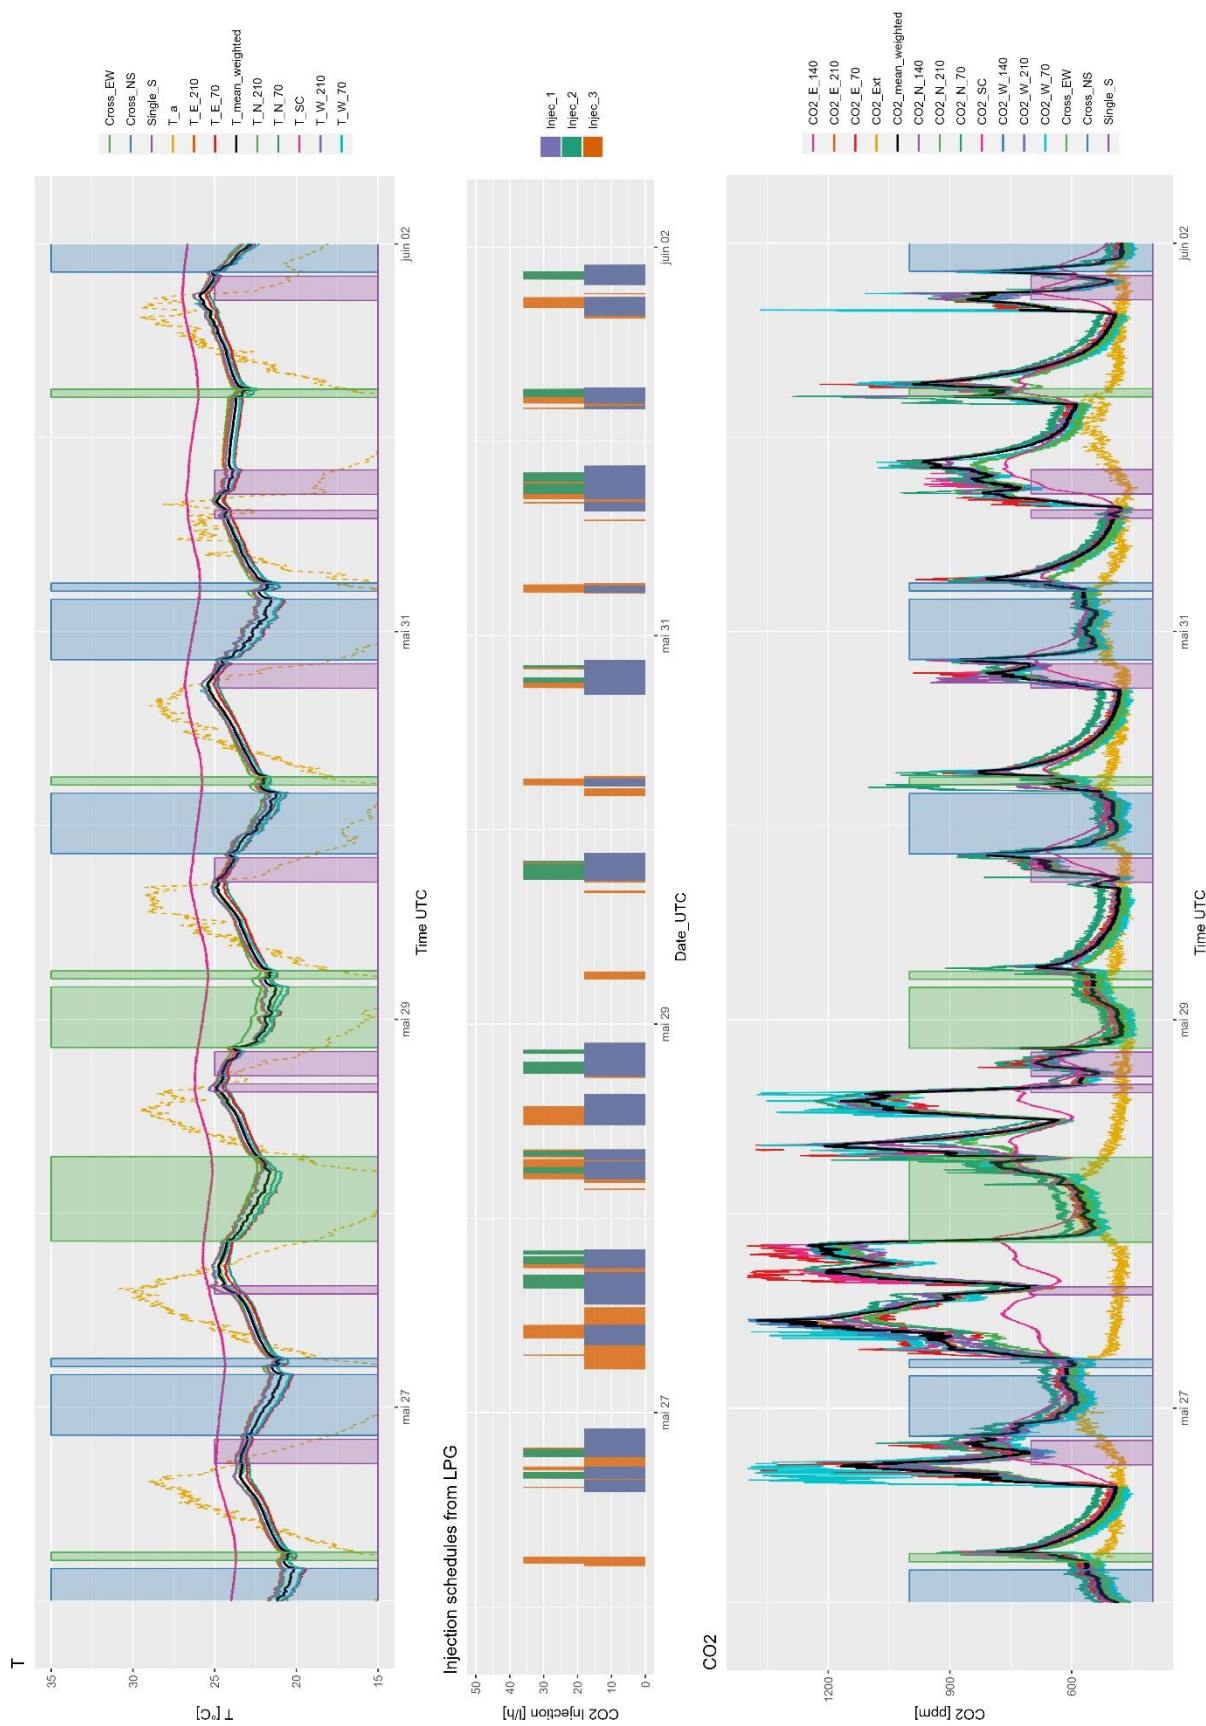 T
Cross_EW
Cross_NS
Single_S
T_a
T_E_210
T_E_70
T_mean_weighted
T_N_210
T_N_70
T_SC
T_W_210
T_W_70
T [°C]
35
30
25
20
15
mai 27
mai 29
mai 31
juin 02
Time UTC
Injection schedules from LPG
Injec_1
Injec_2
Injec_3
CO2 Injection [l/h]
50
40
30
20
10
0
mai 27
mai 29
mai 31
juin 02
Date_UTC
CO2
CO2_E_140
CO2_E_210
CO2_E_70
CO2_Ext
CO2_mean_weighted
CO2_N_140
CO2_N_210
CO2_N_70
CO2_SC
CO2_W_140
CO2_W_210
CO2_W_70
Cross_EW
Cross_NS
Single_S
CO2 [ppm]
1200
900
600
mai 27
mai 29
mai 31
juin 02
Time UTC